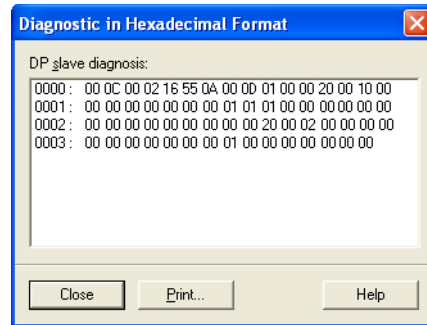 Diagnostic in Hexadecimal Format
DP slave diagnosis:
0000 : 00 0C 00 02 16 55 0A 00 0D 01 00 00 20 00 10 00
0001 : 00 00 00 00 00 00 00 01 01 01 00 00 00 00 00 00
0002 : 00 00 00 00 00 00 00 00 00 20 00 02 00 00 00 00
0003 : 00 00 00 00 00 00 00 01 00 00 00 00 00 00 00
Close
Print...
Help